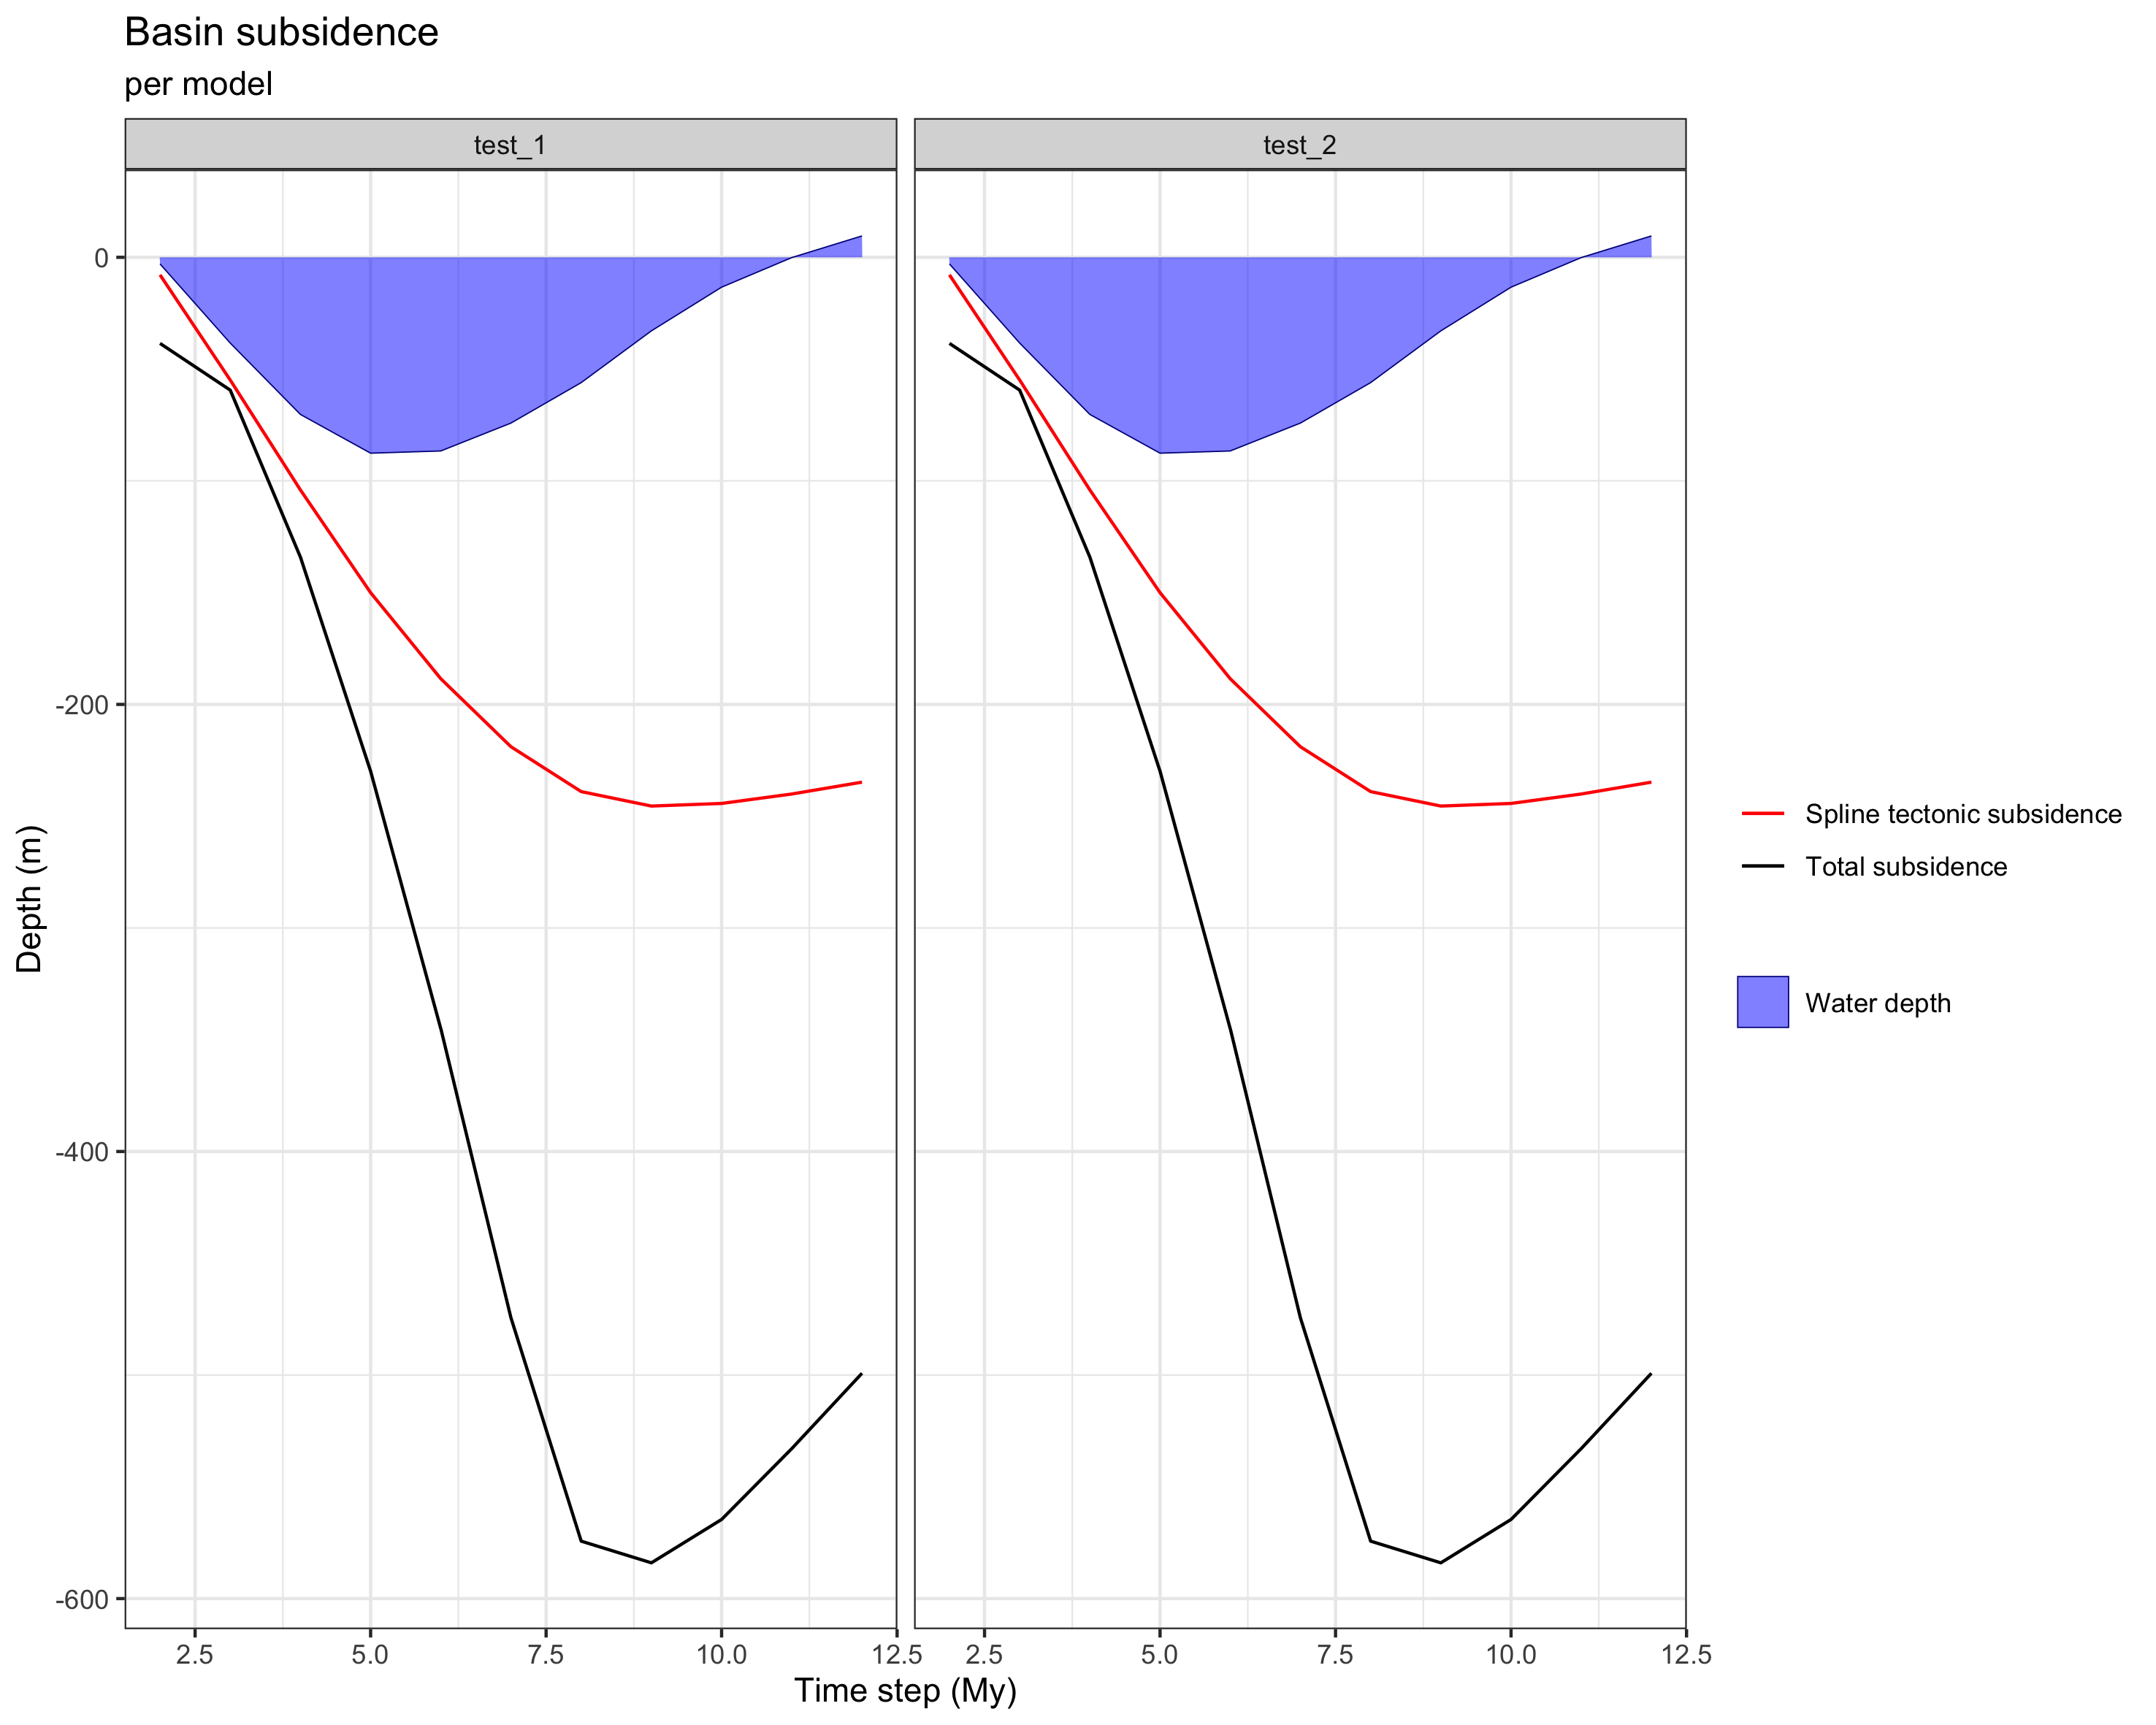 Basin subsidence
per model
test_1 test_2
0
-200
-400
-600
Depth (m)
2.5 5.0 7.5 10.0 12.5 2.5 5.0 7.5 10.0 12.5
Time step (My)
Spline tectonic subsidence
Total subsidence
Water depth